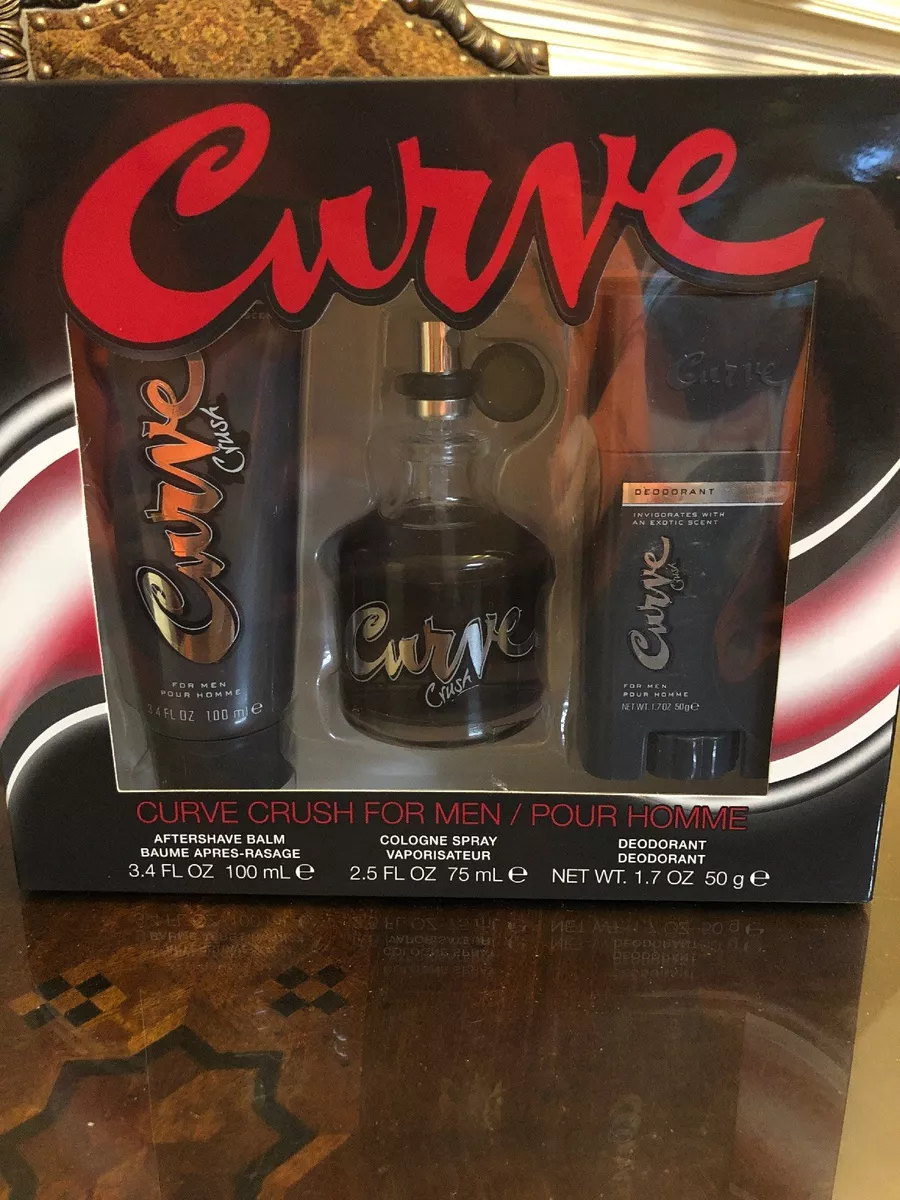 Curve
Curve
Crush
FOR MEN
POUR HOMME
3.4 FL OZ 100 ml e
Curve
Crush
Curve
DEODORANT
INVIGORATES WITH
AN EXOTIC SCENT
Curve
Crush
FOR MEN
POUR HOMME
NET WT. 1.7 OZ 50g e
CURVE CRUSH FOR MEN / POUR HOMME
AFTERSHAVE BALM
BAUME APRES-RASAGE
3.4 FL OZ 100 mL e
COLOGNE SPRAY
VAPORISATEUR
2.5 FL OZ 75 mL e
DEODORANT
DEODORANT
NET WT. 1.7 OZ 50 g e